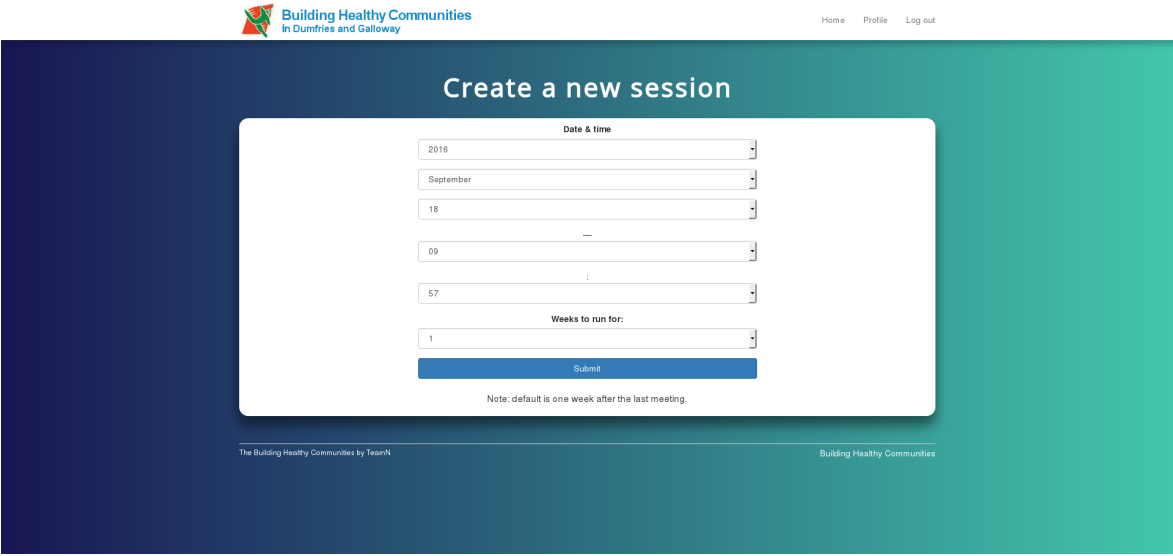 Building Healthy Communities
in Dumfries and Galloway
Home Profile Log out
Create a new session
Date & time
2016
September
18
—
09
:
57
Weeks to run for:
1
Submit
Note: default is one week after the last meeting.
The Building Healthy Communities by TeamN
Building Healthy Communities